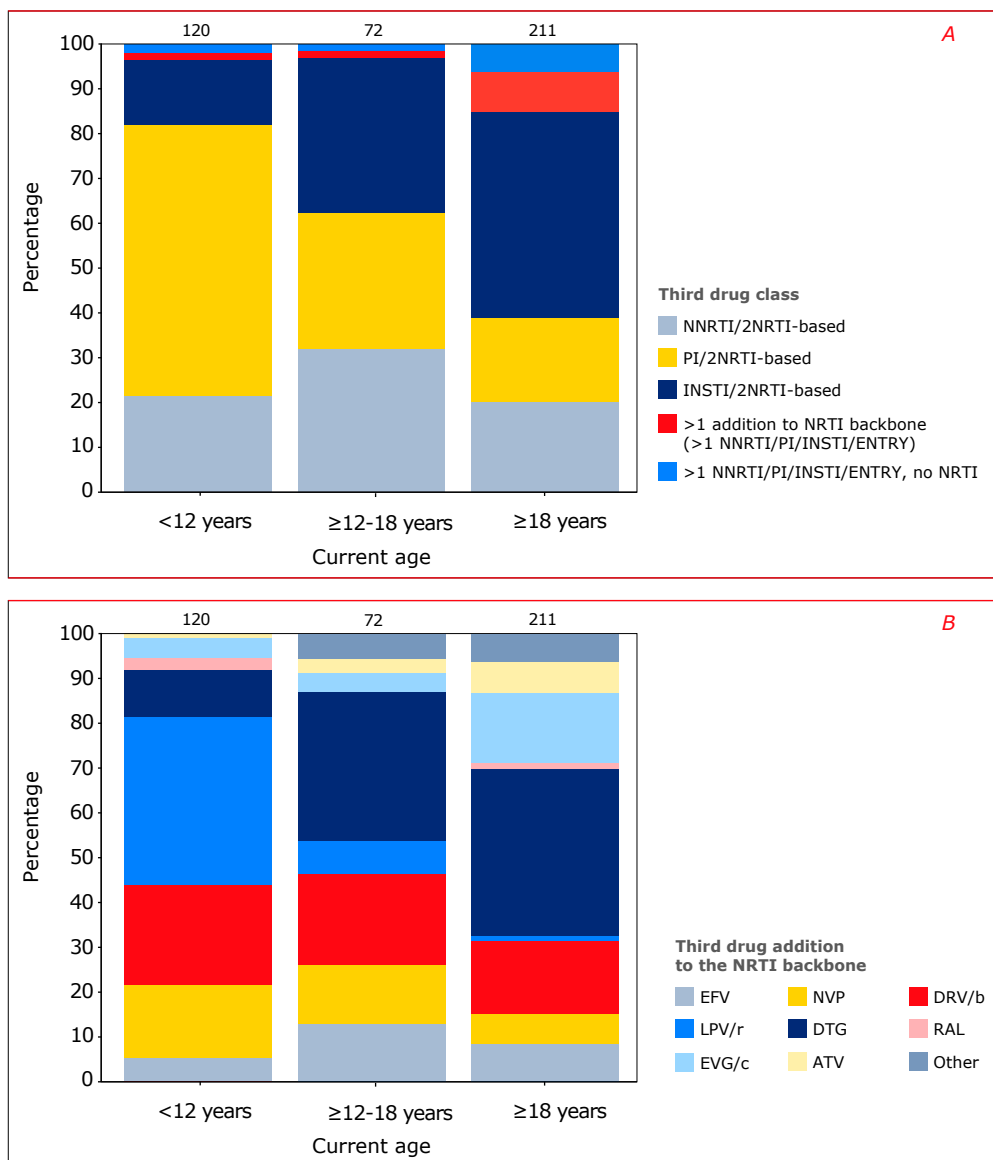 A
120 72 211
100
90
80
70
60
50
40
30
20
10
0
Percentage
<12 years ≥12-18 years ≥18 years
Current age
Third drug class
NNRTI/2NRTI-based
PI/2NRTI-based
INSTI/2NRTI-based
>1 addition to NRTI backbone
(>1 NNRTI/PI/INSTI/ENTRY)
>1 NNRTI/PI/INSTI/ENTRY, no NRTI
B
120 72 211
100
90
80
70
60
50
40
30
20
10
0
Percentage
<12 years ≥12-18 years ≥18 years
Current age
Third drug addition
to the NRTI backbone
EFV NVP DRV/b
LPV/r DTG RAL
EVG/c ATV Other